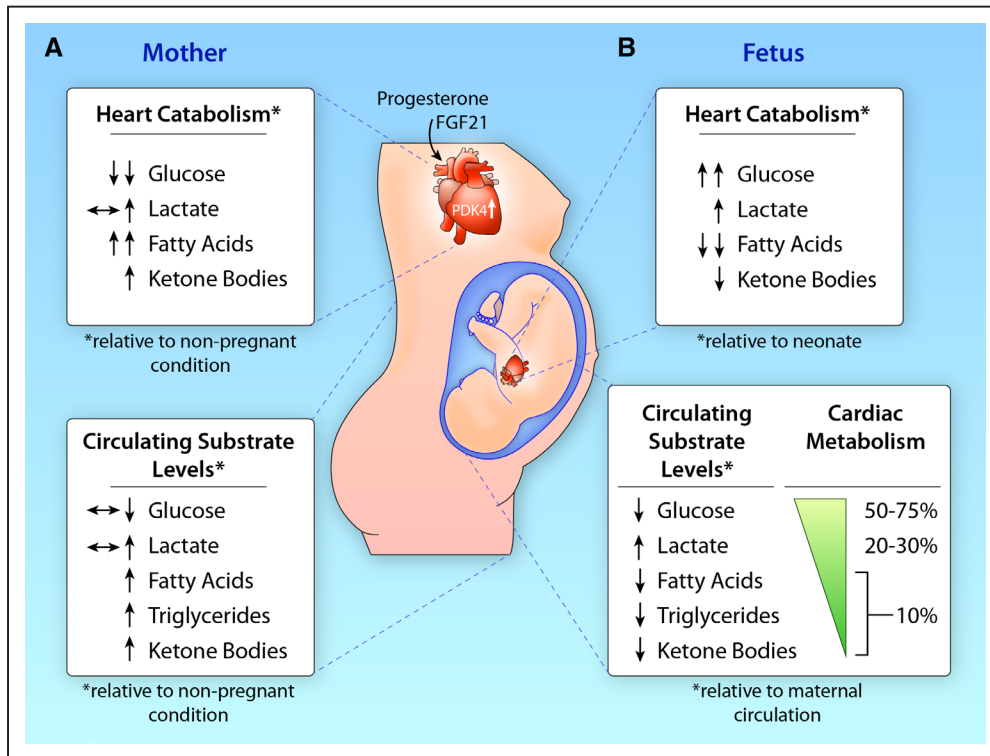 A
Mother
Heart Catabolism*
↓↓ Glucose
↔↑ Lactate
↑↑ Fatty Acids
↑ Ketone Bodies
*relative to non-pregnant
condition
Circulating Substrate
Levels*
↔↓ Glucose
↔↑ Lactate
↑ Fatty Acids
↑ Triglycerides
↑ Ketone Bodies
*relative to non-pregnant
condition
Progesterone
FGF21
PDK4↑
B
Fetus
Heart Catabolism*
↑↑ Glucose
↑ Lactate
↓↓ Fatty Acids
↓ Ketone Bodies
*relative to neonate
Circulating
Substrate
Levels*
↓ Glucose
↑ Lactate
↓ Fatty Acids
↓ Triglycerides
↓ Ketone Bodies
Cardiac
Metabolism
50-75%
20-30%
10%
*relative to maternal
circulation